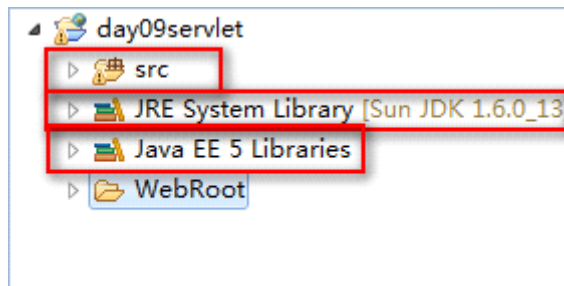 day09servlet
src
JRE System Library [Sun JDK 1.6.0_13
Java EE 5 Libraries
WebRoot